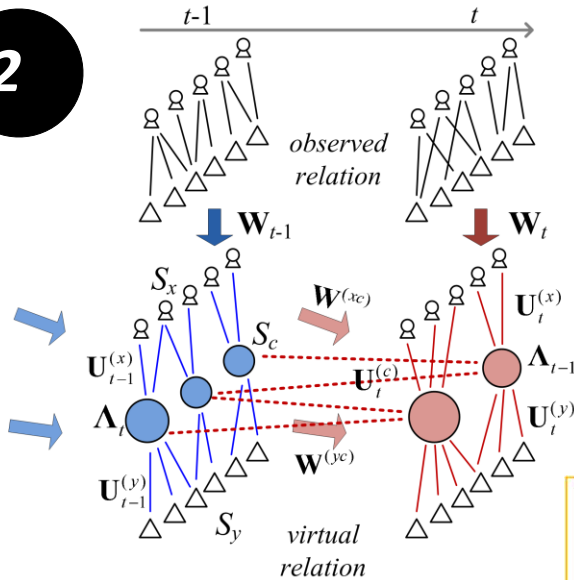 2
t-1
t
observed
relation
W_{t-1}
W_t
S_x
W^{(xc)}
U_t^{(x)}
S_c
U_{t-1}^{(x)}
U_t^{(c)}
Λ_{t-1}
Λ_t
U_t^{(y)}
W^{(yc)}
U_{t-1}^{(y)}
S_y
virtual
relation